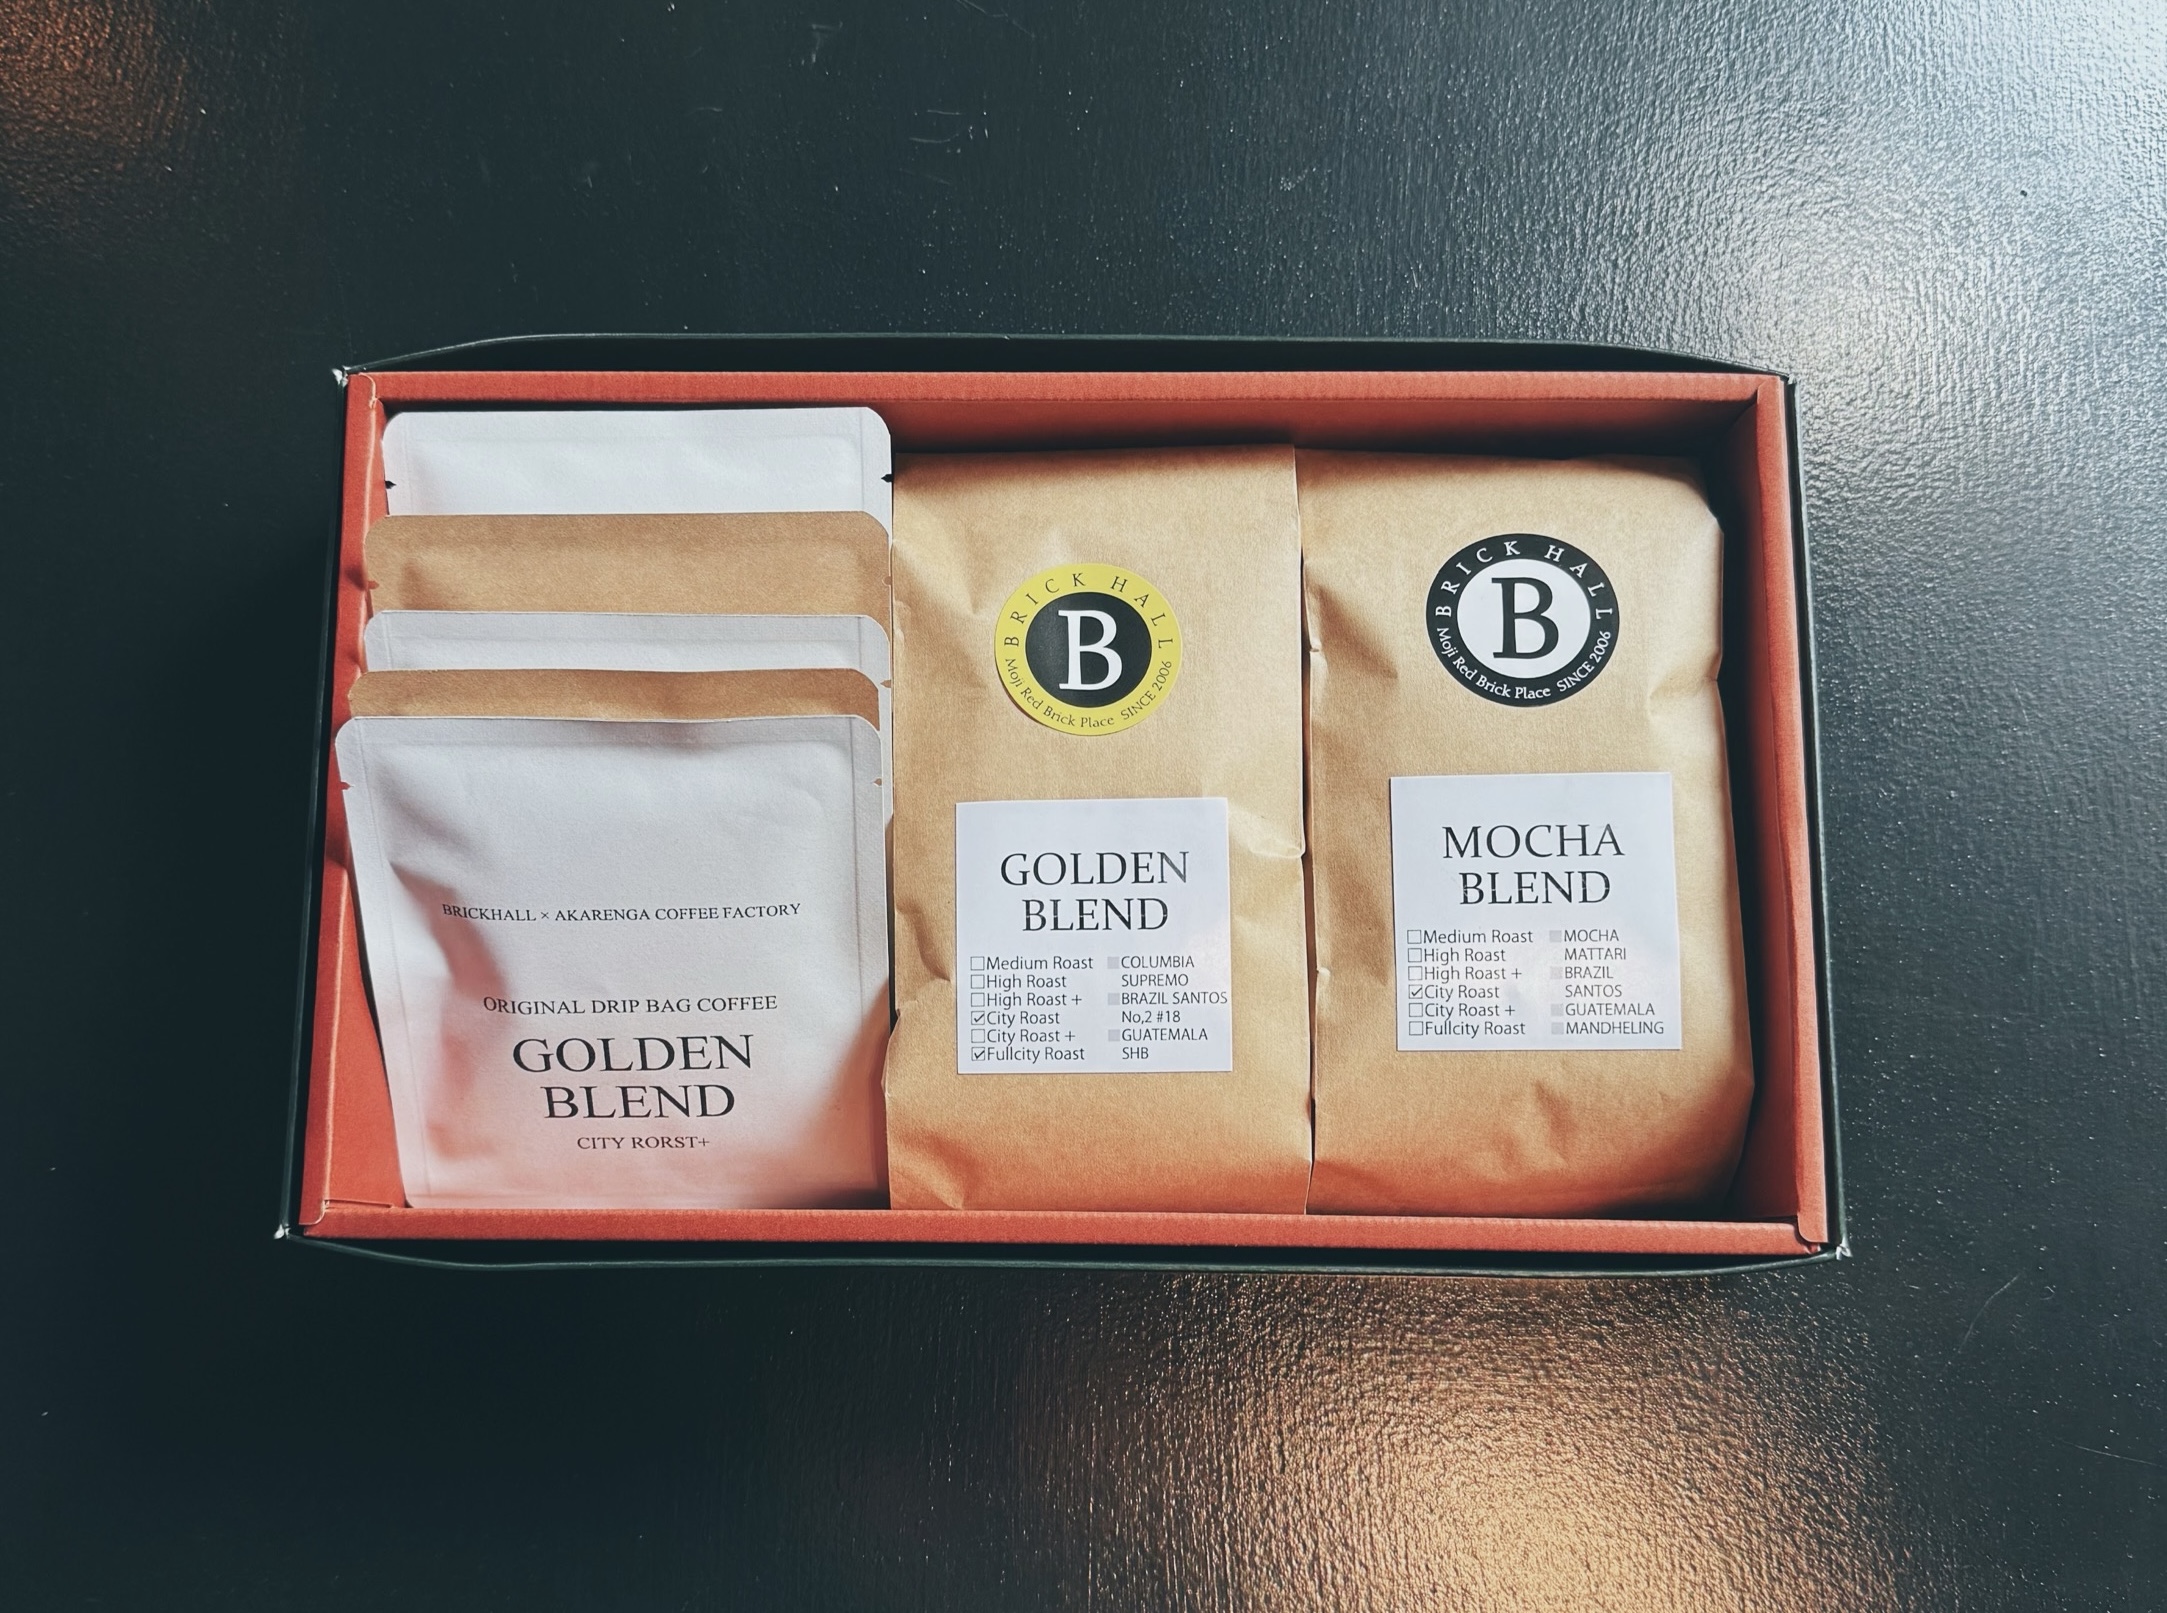 BRICKHALL × AKARENGA COFFEE FACTORY
ORIGINAL DRIP BAG COFFEE
GOLDEN
BLEND
CITY RORST+
BRICK HALL
B
Moji Red Brick Place SINCE 2006
GOLDEN
BLEND
☐Medium Roast
☐High Roast
☐High Roast +
☑City Roast
☐City Roast +
☑Fullcity Roast
COLUMBIA
SUPREMO
BRAZIL SANTOS
No,2 #18
GUATEMALA
SHB
BRICK HALL
B
Moji Red Brick Place SINCE 2006
MOCHA
BLEND
☐Medium Roast
☐High Roast
☐High Roast +
☑City Roast
☐City Roast +
☐Fullcity Roast
MOCHA
MATTARI
BRAZIL
SANTOS
GUATEMALA
MANDHELING